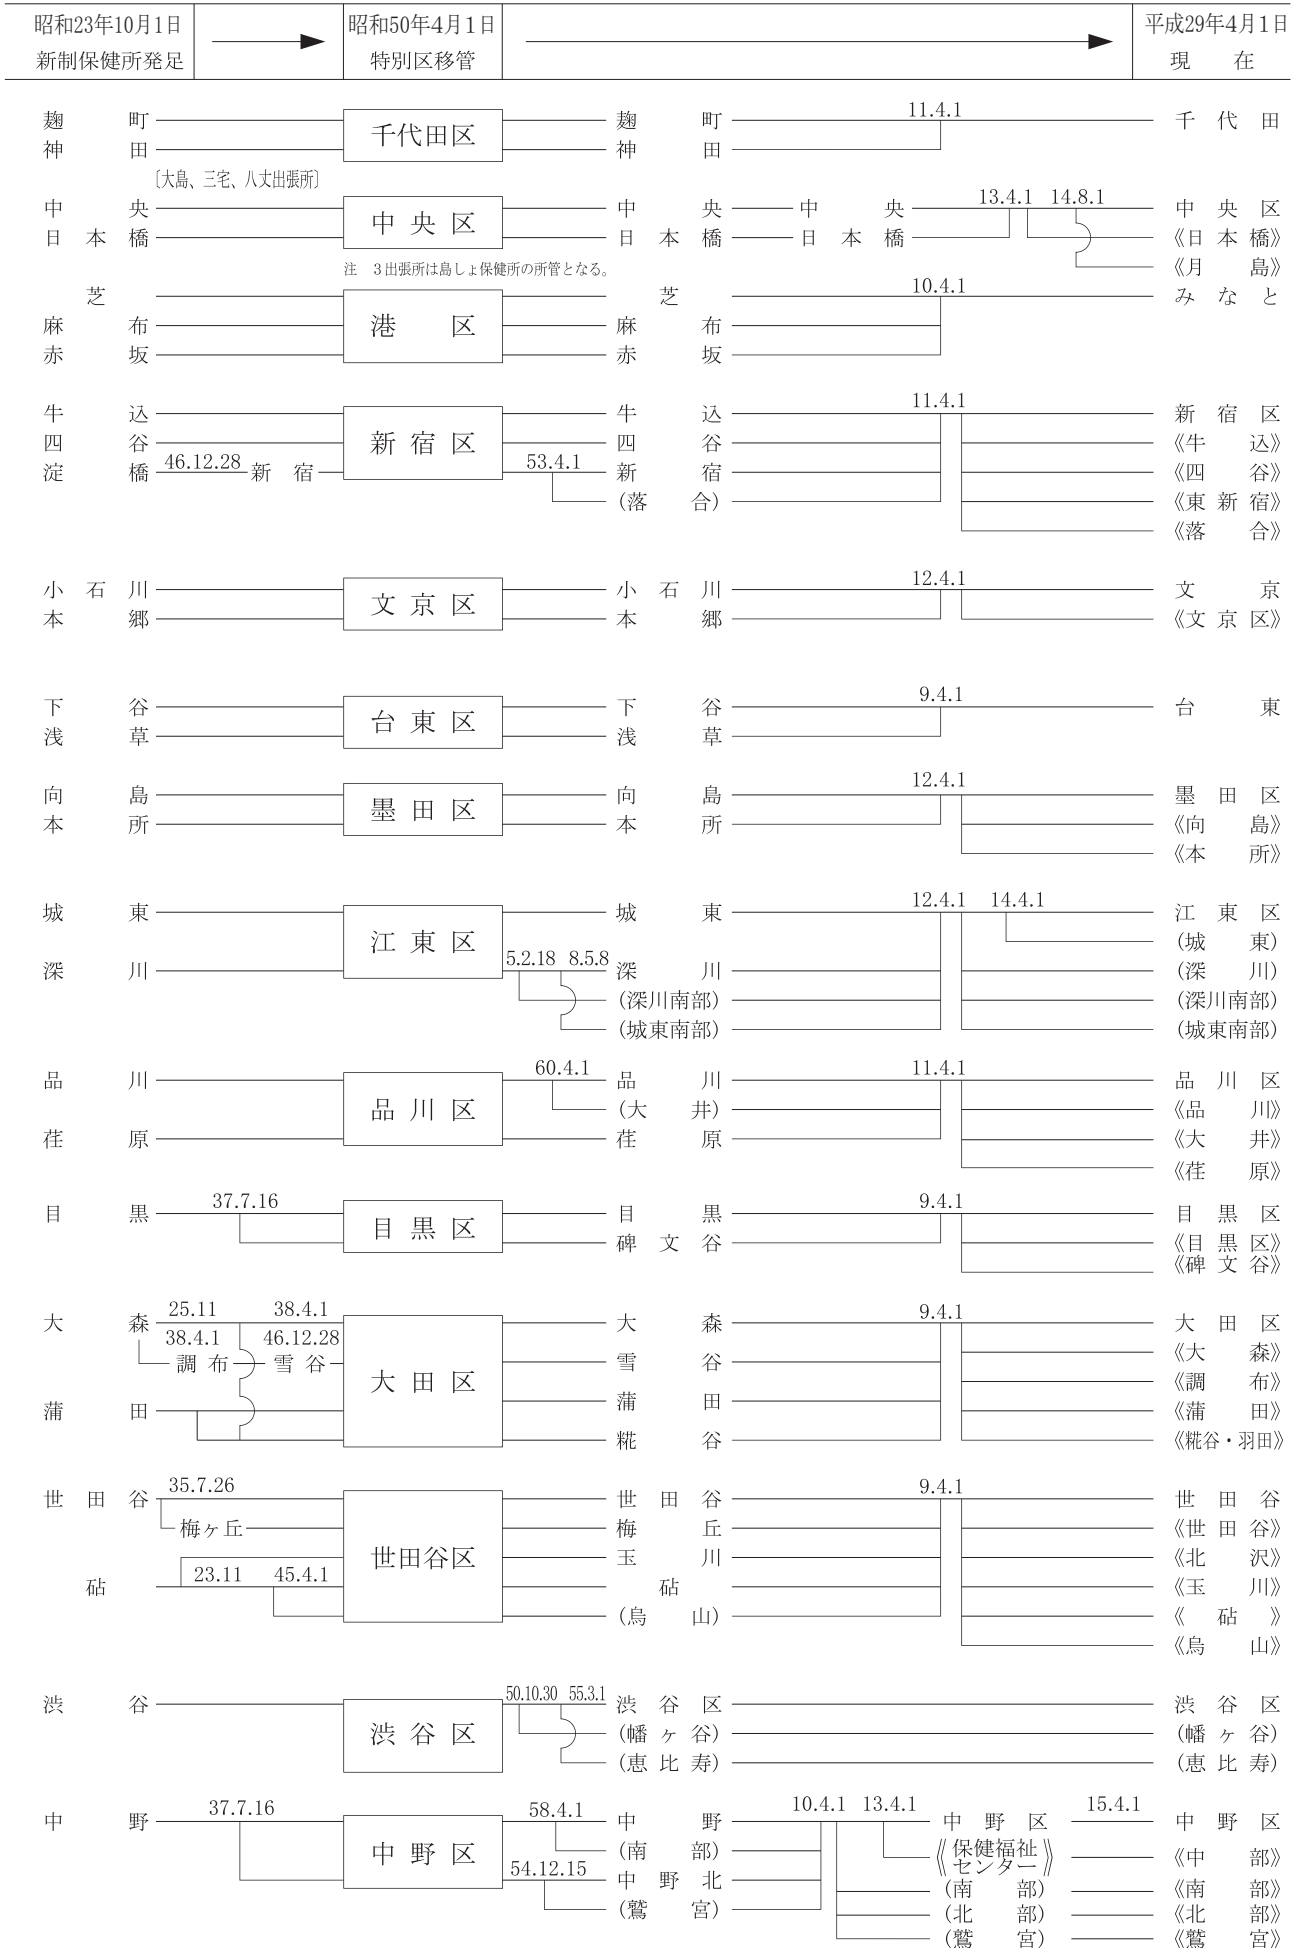 昭和23年10月1日 昭和50年4月1日 平成29年4月1日
新制保健所発足 特別区移管 現 在
11.4.1
麹町 千代田区 麹町 千代田
神田 神田
〔大島、三宅、八丈出張所〕
13.4.1 14.8.1
中央 中央区 中央 中央 中央区
日本橋 日本橋 日本橋 《日本橋》
注 3出張所は島しょ保健所の所管となる。 《月島》
10.4.1
芝 港区 芝 みなと
麻布 麻布
赤坂 赤坂
11.4.1
牛込 新宿区 牛込 新宿区
四谷 四谷 《牛込》
淀橋 46.12.28 新宿 53.4.1 新宿 《四谷》
(落合) 《東新宿》
《落合》
12.4.1
小石川 文京区 小石川 文京
本郷 本郷 《文京区》
9.4.1
下谷 台東区 下谷 台東
浅草 浅草
12.4.1
向島 墨田区 向島 墨田区
本所 本所 《向島》
《本所》
12.4.1 14.4.1
城東 江東区 城東 江東区
(城東)
深川 5.2.18 8.5.8 深川 (深川)
(深川南部) (深川南部)
(城東南部) (城東南部)
60.4.1 11.4.1
品川 品川区 品川 品川区
(大井) 《品川》
荏原 荏原 《大井》
《荏原》
37.7.16 9.4.1
目黒 目黒区 目黒 目黒区
碑文谷 《目黒区》
《碑文谷》
25.11 38.4.1 9.4.1
大森 大田区 大森 大田区
38.4.1 46.12.28 《大森》
調布 雪谷 雪谷 《調布》
蒲田 蒲田 《蒲田》
糀谷 《糀谷・羽田》
35.7.26 9.4.1
世田谷 世田谷区 世田谷 世田谷
梅ヶ丘 梅丘 《世田谷》
玉川 《北沢》
砧 23.11 45.4.1 砧 《玉川》
(烏山) 《砧》
《烏山》
50.10.30 55.3.1
渋谷 渋谷区 渋谷区 渋谷区
(幡ヶ谷) (幡ヶ谷)
(恵比寿) (恵比寿)
37.7.16 58.4.1 10.4.1 13.4.1 15.4.1
中野 中野区 中野 中野区 中野区
(南部) 《保健福祉センター》 《中部》
54.12.15 中野北 (南部) 《南部》
(鷺宮) (北部) 《北部》
(鷺宮) 《鷺宮》